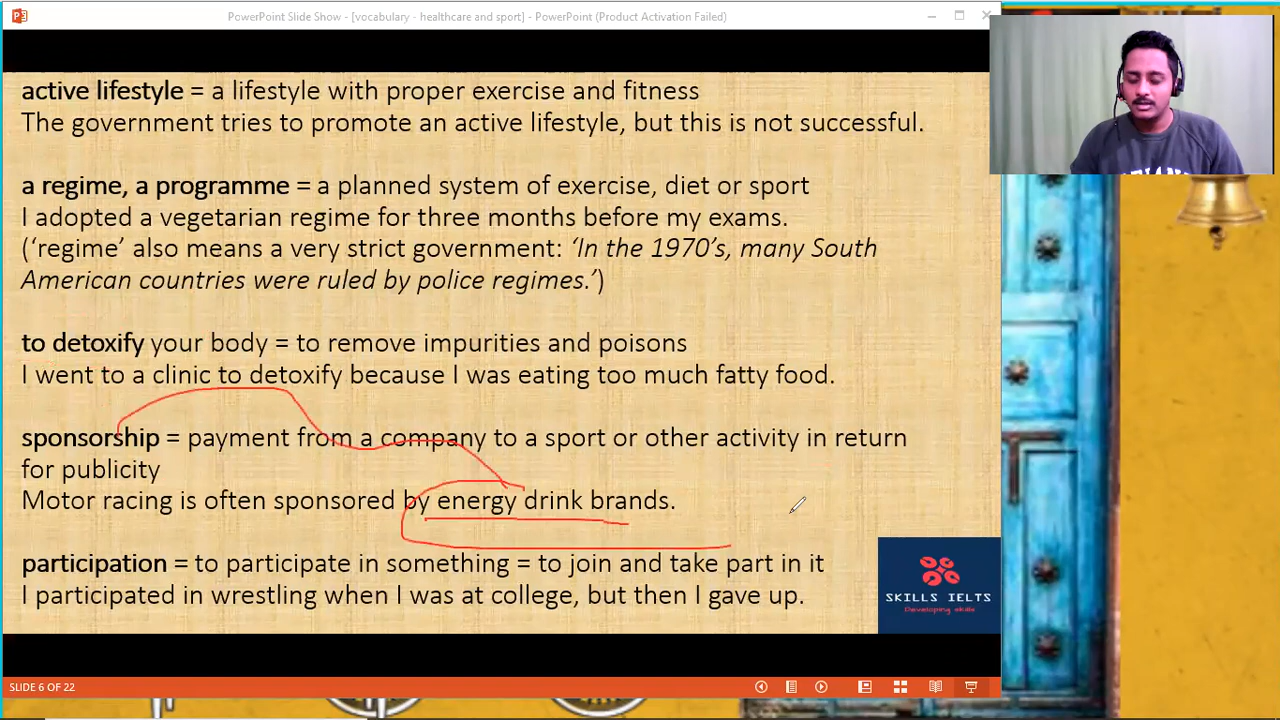 PowerPoint Slide Show - [vocabulary - healthcare and sport] - PowerPoint (Product Activation Failed)
active lifestyle = a lifestyle with proper exercise and fitness
The government tries to promote an active lifestyle, but this is not successful.
a regime, a programme = a planned system of exercise, diet or sport
I adopted a vegetarian regime for three months before my exams.
(‘regime’ also means a very strict government: ‘In the 1970’s, many South
American countries were ruled by police regimes.’)
to detoxify your body = to remove impurities and poisons
I went to a clinic to detoxify because I was eating too much fatty food.
sponsorship = payment from a company to a sport or other activity in return
for publicity
Motor racing is often sponsored by energy drink brands.
participation = to participate in something = to join and take part in it
I participated in wrestling when I was at college, but then I gave up.
SKILLS IELTS
Developing skills
SLIDE 6 OF 22